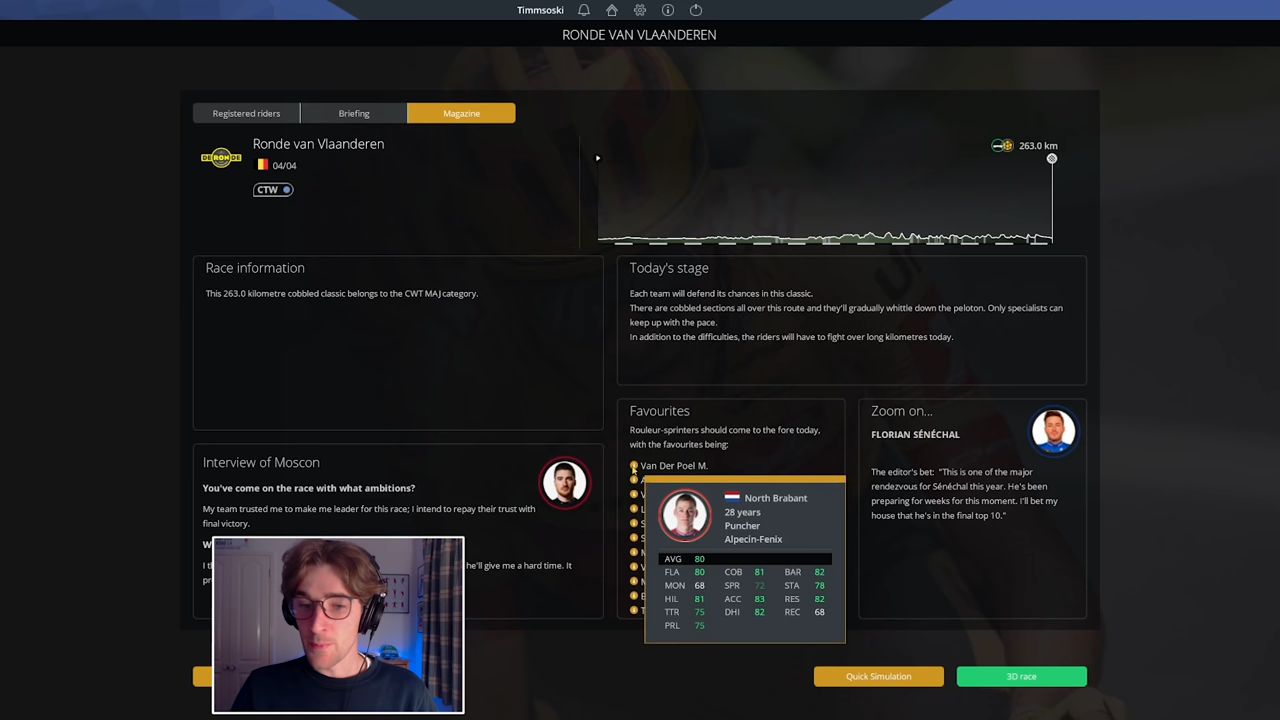 Timmsoski
RONDE VAN VLAANDEREN
Registered riders
Briefing
Magazine
DE RONDE
Ronde van Vlaanderen
04/04
CTW
263.0 km
Race information
This 263.0 kilometre cobbled classic belongs to the CWT MAJ category.
Today's stage
Each team will defend its chances in this classic.
There are cobbled sections all over this route and they'll gradually whittle down the peloton. Only specialists can
keep up with the pace.
In addition to the difficulties, the riders will have to fight over long kilometres today.
Interview of Moscon
You've come on the race with what ambitions?
My team trusted me to make me leader for this race; I intend to repay their trust with
final victory.
he'll give me a hard time. It
Favourites
Rouleur-sprinters should come to the fore today,
with the favourites being:
Van Der Poel M.
North Brabant
28 years
Puncher
Alpecin-Fenix
AVG 80
FLA 80 COB 81 BAR 82
MON 68 SPR 72 STA 78
HIL 81 ACC 83 RES 82
TTR 75 DHI 82 REC 68
PRL 75
Zoom on...
FLORIAN SÉNÉCHAL
The editor's bet: "This is one of the major
rendezvous for Sénéchal this year. He's been
preparing for weeks for this moment. I'll bet my
house that he's in the final top 10."
Quick Simulation
3D race